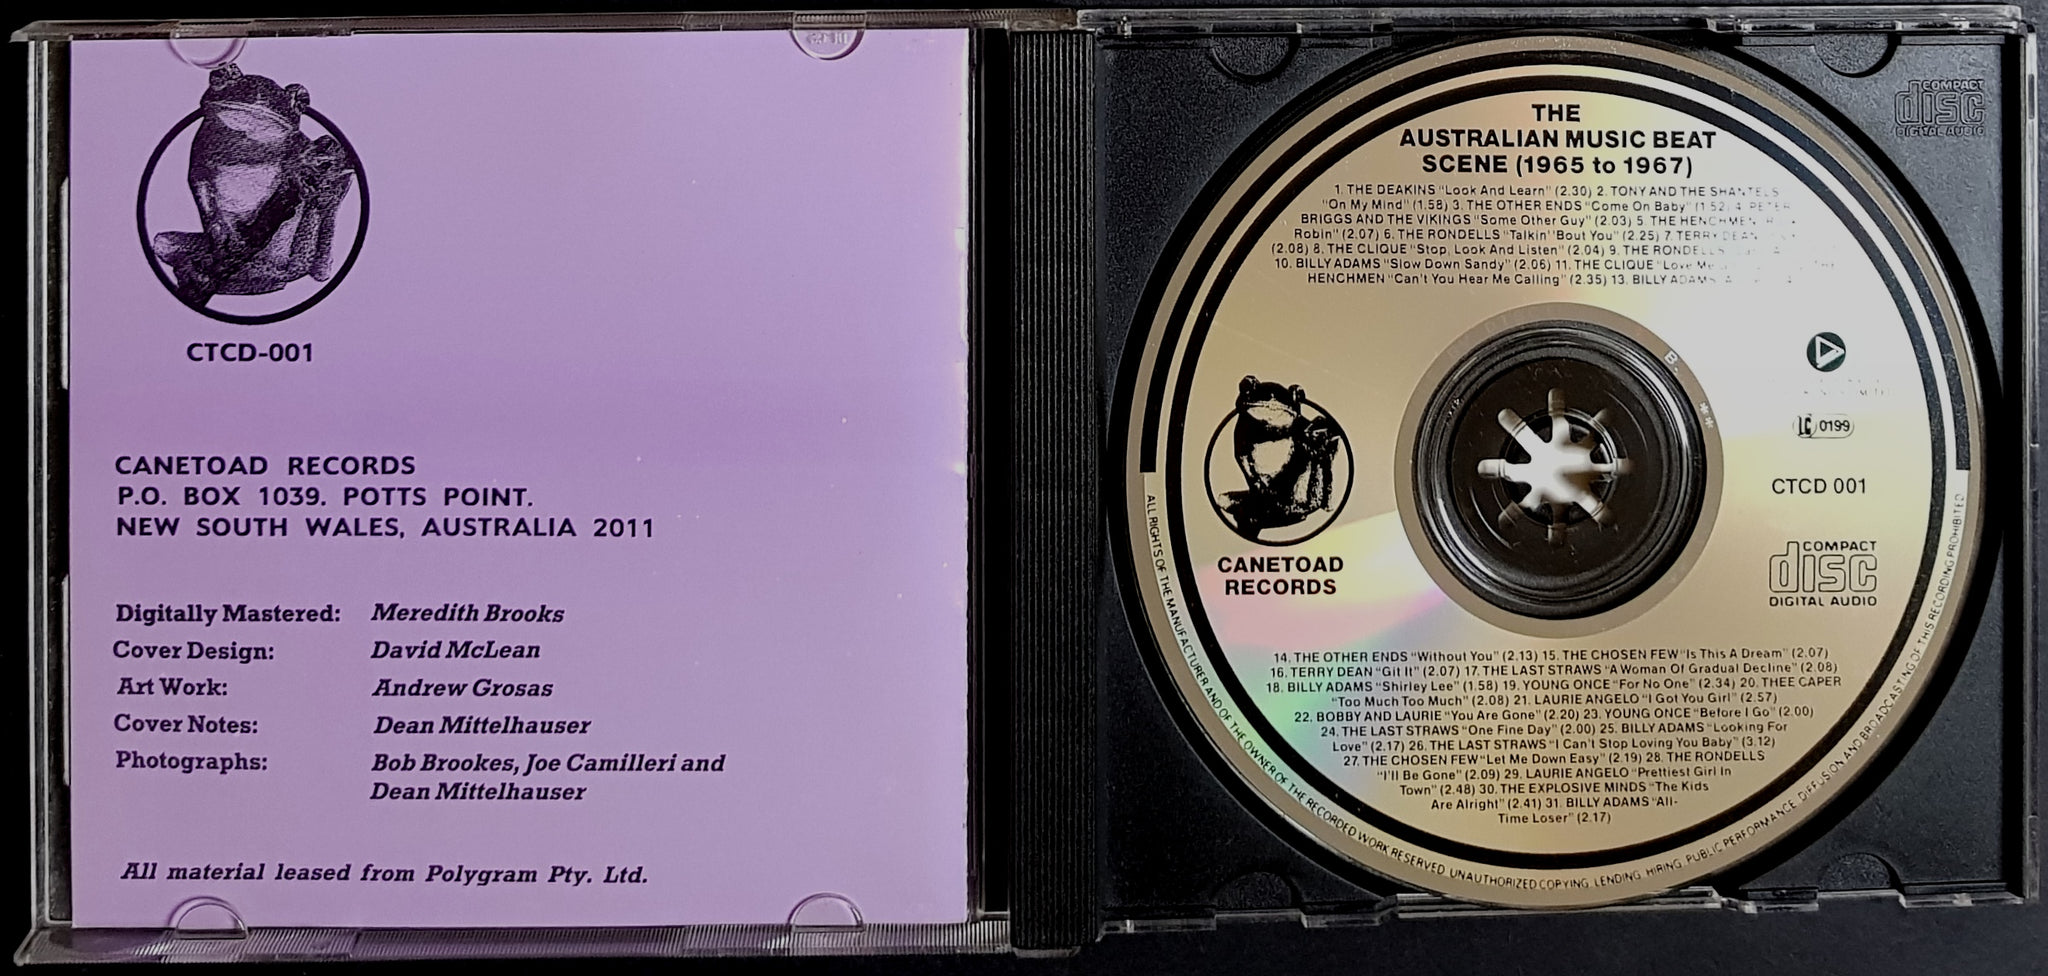 CTCD-001
CANETOAD RECORDS
P.O. BOX 1039. POTTS POINT.
NEW SOUTH WALES, AUSTRALIA 2011
Digitally Mastered: Meredith Brooks
Cover Design: David McLean
Art Work: Andrew Grosas
Cover Notes: Dean Mittelhauser
Photographs: Bob Brookes, Joe Camilleri and
Dean Mittelhauser
All material leased from Polygram Pty. Ltd.
COMPACT
disc
DIGITAL AUDIO
THE
AUSTRALIAN MUSIC BEAT
SCENE (1965 to 1967)
1. THE DEAKINS "Look And Learn" (2.30) 2. TONY AND THE SHANTELS
"On My Mind" (1.58) 3. THE OTHER ENDS "Come On Baby" (1.52) 4. PETER
BRIGGS AND THE VIKINGS "Some Other Guy" (2.03) 5. THE HENCHMEN
Robin" (2.07) 6. THE RONDELLS "Talkin' 'Bout You" (2.25) 7. TERRY DEAN
(2.08) 8. THE CLIQUE "Stop, Look And Listen" (2.04) 9. THE RONDELLS
10. BILLY ADAMS "Slow Down Sandy" (2.06) 11. THE CLIQUE "Love Me THE
HENCHMEN "Can't You Hear Me Calling" (2.35) 13. BILLY ADAMS
LC 0199
CTCD 001
CANETOAD
RECORDS
COMPACT
disc
DIGITAL AUDIO
14. THE OTHER ENDS "Without You" (2.13) 15. THE CHOSEN FEW "Is This A Dream" (2.07)
16. TERRY DEAN "Git It" (2.07) 17. THE LAST STRAWS "A Woman Of Gradual Decline" (2.08)
18. BILLY ADAMS "Shirley Lee" (1.58) 19. YOUNG ONCE "For No One" (2.34) 20. THEE CAPER
"Too Much Too Much" (2.08) 21. LAURIE ANGELO "I Got You Girl" (2.57)
22. BOBBY AND LAURIE "You Are Gone" (2.20) 23. YOUNG ONCE "Before I Go" (2.00)
24. THE LAST STRAWS "One Fine Day" (2.00) 25. BILLY ADAMS "Looking For
Love" (2.17) 26. THE LAST STRAWS "I Can't Stop Loving You Baby" (3.12)
27. THE CHOSEN FEW "Let Me Down Easy" (2.19) 28. THE RONDELLS
"I'll Be Gone" (2.09) 29. LAURIE ANGELO "Prettiest Girl In
Town" (2.48) 30. THE EXPLOSIVE MINDS "The Kids
Are Alright" (2.41) 31. BILLY ADAMS "All-
Time Loser" (2.17)
ALL RIGHTS OF THE MANUFACTURER AND OF THE OWNER OF THE RECORDED WORK RESERVED. UNAUTHORIZED COPYING, LENDING, HIRING, PUBLIC PERFORMANCE, DIFFUSION AND BROADCASTING OF THIS RECORDING PROHIBITED